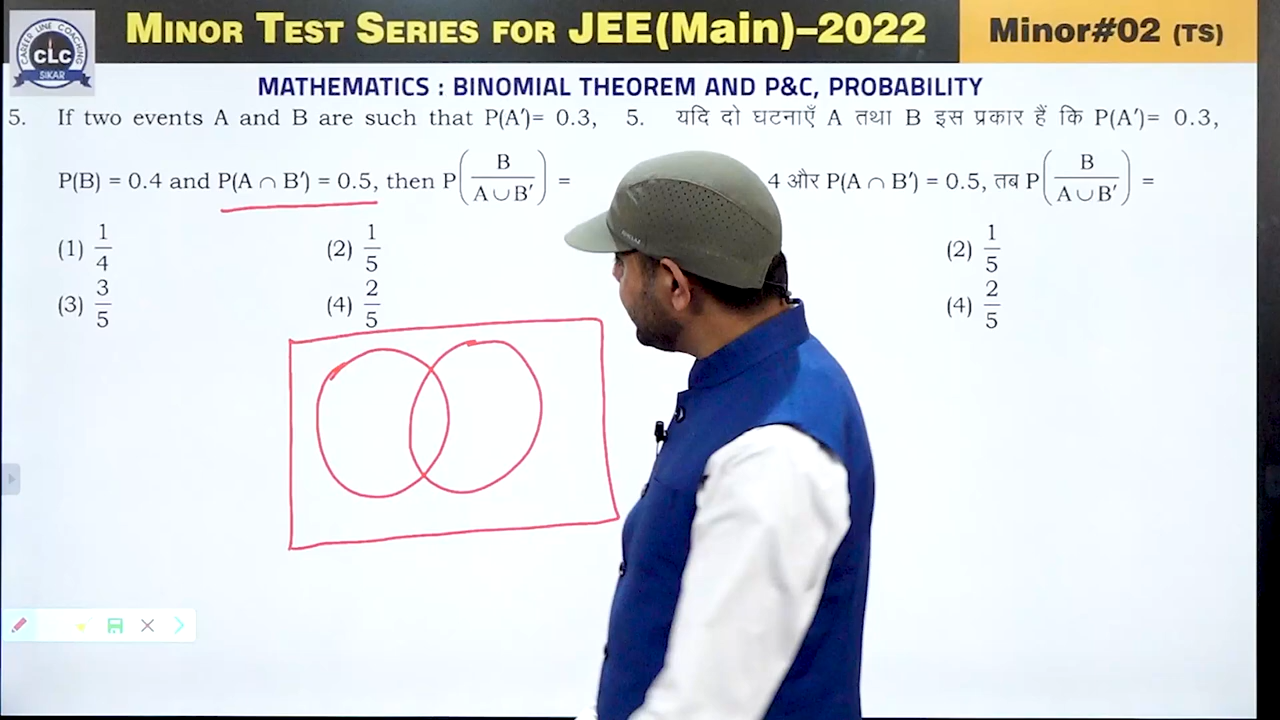 CAREER LINE COACHING
CLC
SIKAR
MINOR TEST SERIES FOR JEE(MAIN)–2022
Minor#02 (TS)
MATHEMATICS : BINOMIAL THEOREM AND P&C, PROBABILITY
5. If two events A and B are such that P(A′)= 0.3,
P(B) = 0.4 and P(A ∩ B′) = 0.5, then P(B/(A∪B′)) =
(1) 1/4 (2) 1/5
(3) 3/5 (4) 2/5
5. यदि दो घटनाएँ A तथा B इस प्रकार हैं कि P(A′)= 0.3,
4 और P(A ∩ B′) = 0.5, तब P(B/(A∪B′)) =
(2) 1/5
(4) 2/5